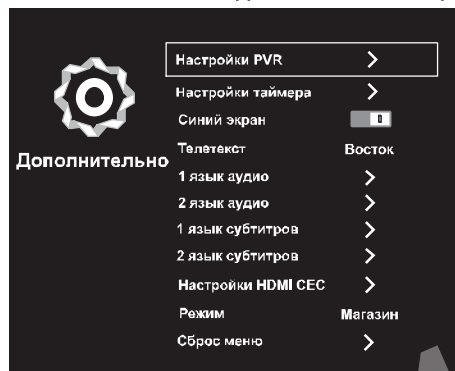 Дополнительно
Настройки PVR
Настройки таймера
Синий экран
Телетекст Восток
1 язык аудио
2 язык аудио
1 язык субтитров
2 язык субтитров
Настройки HDMI CEC
Режим Магазин
Сброс меню